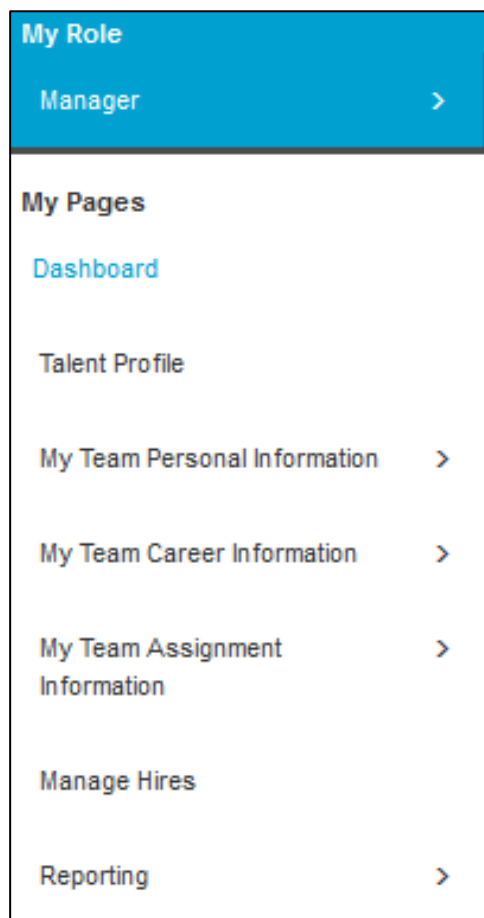 My Role
Manager
My Pages
Dashboard
Talent Profile
My Team Personal Information
My Team Career Information
My Team Assignment
Information
Manage Hires
Reporting